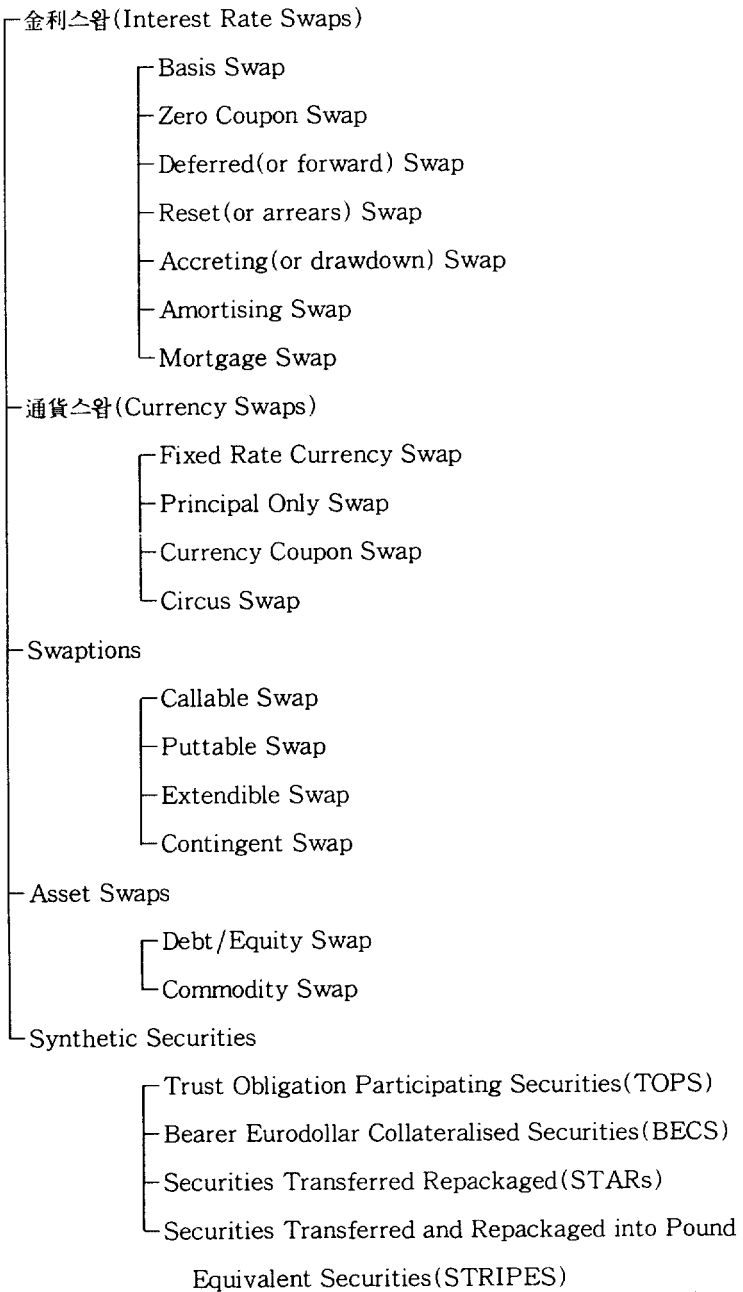 金利스왑(Interest Rate Swaps)
Basis Swap
Zero Coupon Swap
Deferred(or forward) Swap
Reset(or arrears) Swap
Accreting(or drawdown) Swap
Amortising Swap
Mortgage Swap
通貨스왑(Currency Swaps)
Fixed Rate Currency Swap
Principal Only Swap
Currency Coupon Swap
Circus Swap
Swaptions
Callable Swap
Puttable Swap
Extendible Swap
Contingent Swap
Asset Swaps
Debt/Equity Swap
Commodity Swap
Synthetic Securities
Trust Obligation Participating Securities(TOPS)
Bearer Eurodollar Collateralised Securities(BECS)
Securities Transferred Repackaged(STARs)
Securities Transferred and Repackaged into Pound
Equivalent Securities(STRIPES)